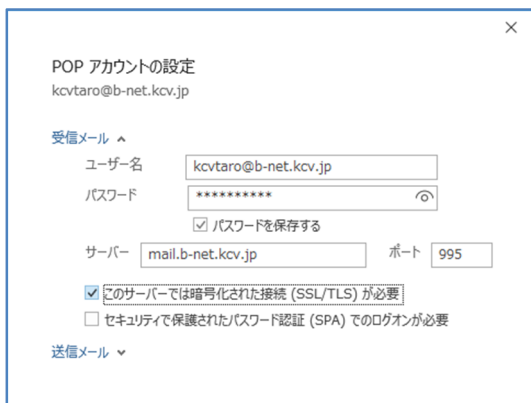 POP アカウントの設定
kcvtaro@b-net.kcv.jp
受信メール
ユーザー名 kcvtaro@b-net.kcv.jp
パスワード **********
パスワードを保存する
サーバー mail.b-net.kcv.jp ポート 995
このサーバーでは暗号化された接続 (SSL/TLS) が必要
セキュリティで保護されたパスワード認証 (SPA) でのログオンが必要
送信メール